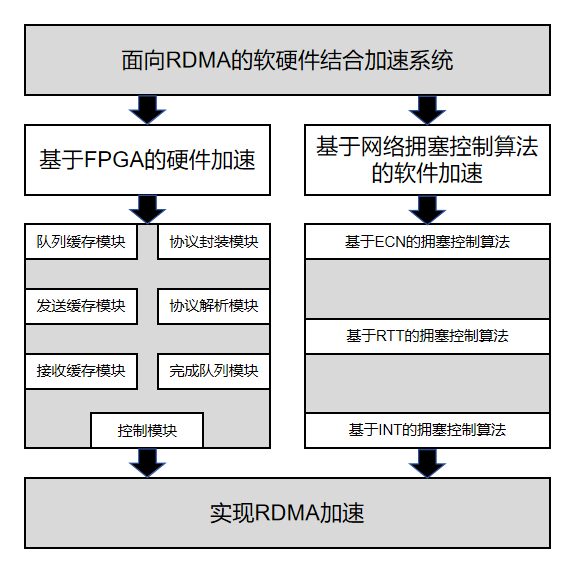 面向RDMA的软硬件结合加速系统
基于FPGA的硬件加速
基于网络拥塞控制算法
的软件加速
队列缓存模块
协议封装模块
发送缓存模块
协议解析模块
接收缓存模块
完成队列模块
控制模块
基于ECN的拥塞控制算法
基于RTT的拥塞控制算法
基于INT的拥塞控制算法
实现RDMA加速